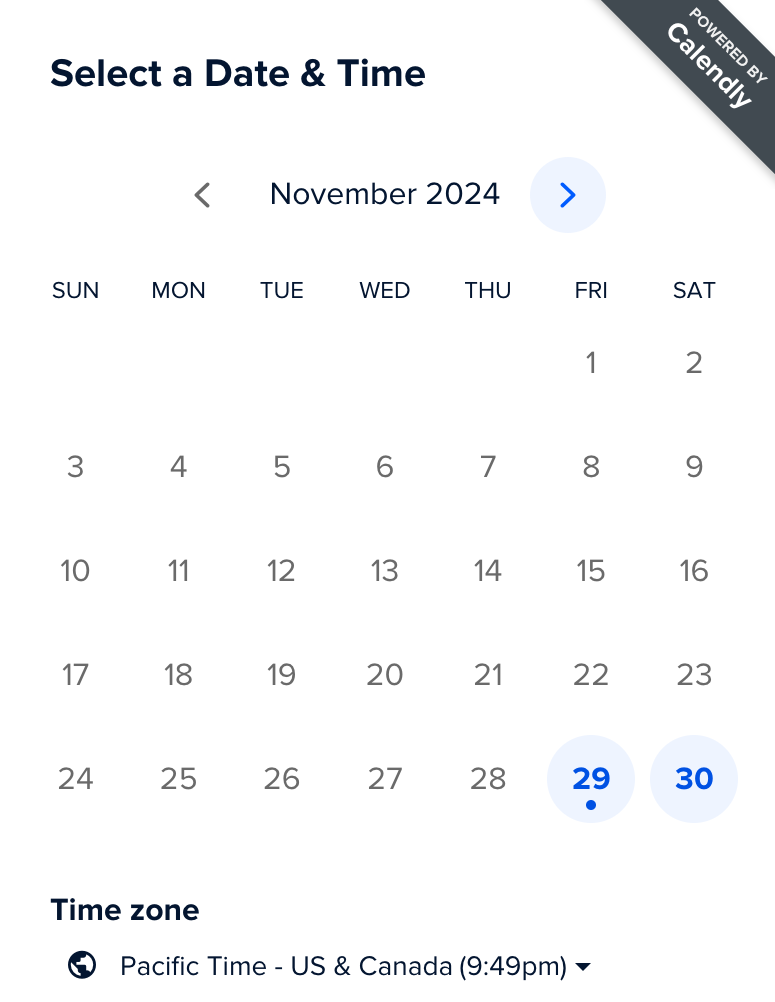 POWERED BY
Calendly
Select a Date & Time
November 2024
SUN MON TUE WED THU FRI SAT
1 2
3 4 5 6 7 8 9
10 11 12 13 14 15 16
17 18 19 20 21 22 23
24 25 26 27 28 29 30
Time zone
Pacific Time - US & Canada (9:49pm)